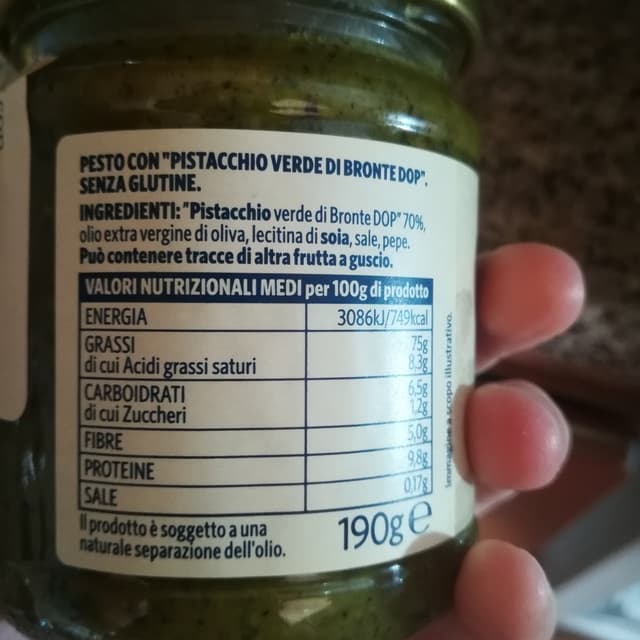 PESTO CON "PISTACCHIO VERDE DI BRONTE DOP".
SENZA GLUTINE.
INGREDIENTI: "Pistacchio verde di Bronte DOP" 70%,
olio extra vergine di oliva, lecitina di soia, sale, pepe.
Può contenere tracce di altra frutta a guscio.
VALORI NUTRIZIONALI MEDI per 100g di prodotto
ENERGIA 3086kJ/749kcal
GRASSI 75g
di cui Acidi grassi saturi 8,3g
CARBOIDRATI 6,5g
di cui Zuccheri 1,2g
FIBRE 5,0g
PROTEINE 9,8g
SALE 0,17g
Il prodotto è soggetto a una
naturale separazione dell'olio.
190g e
Immagine a scopo illustrativo.